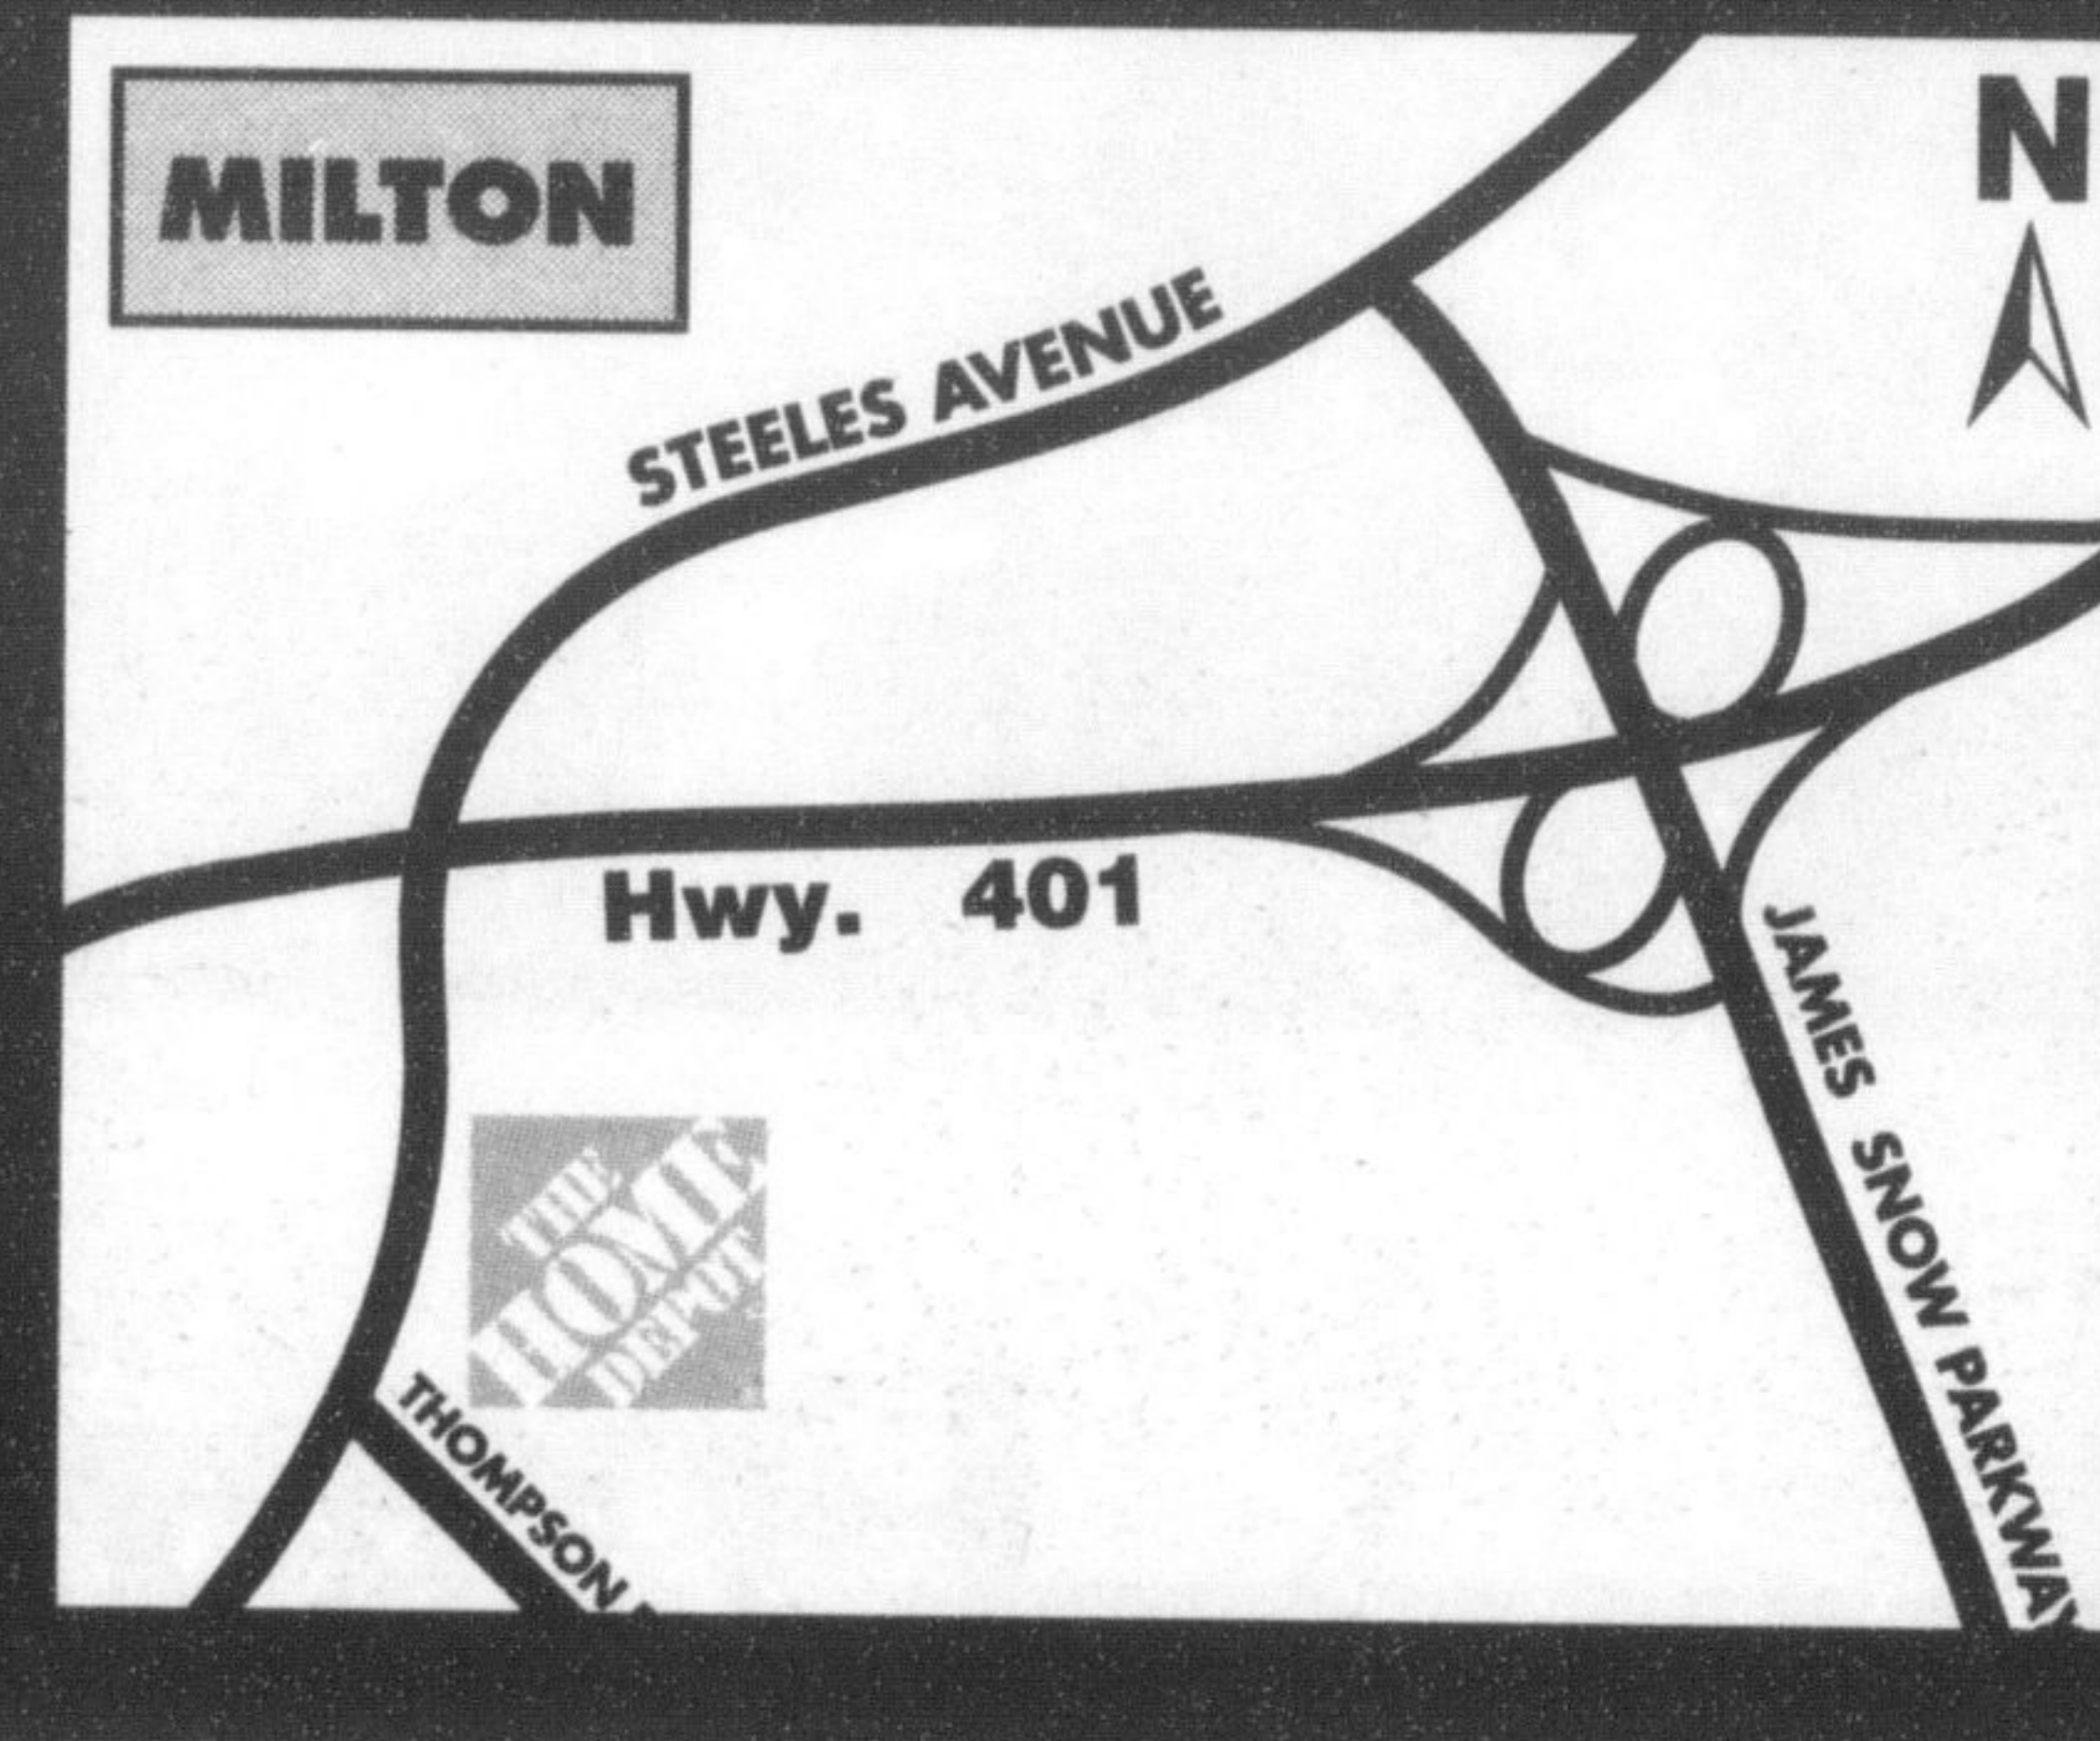 MILTON
N
STEELES AVENUE
Hwy. 401
JAMES SNOW PARKWAY
THE
HOME
DEPOT
THOMPSON